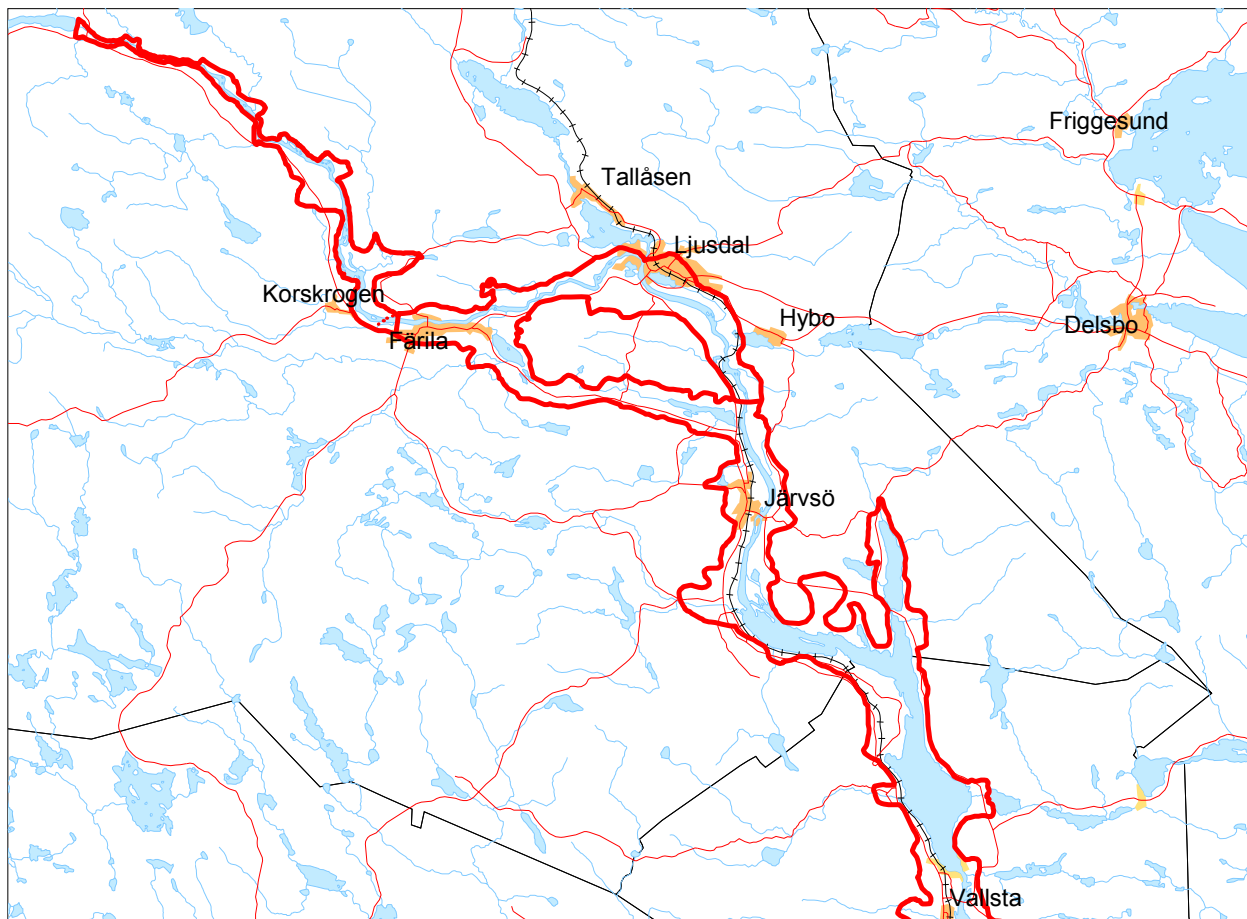 Friggesund
Tallåsen
Ljusdal
Korskrogen
Hybo
Delsbo
Färila
Järvsö
Vallsta